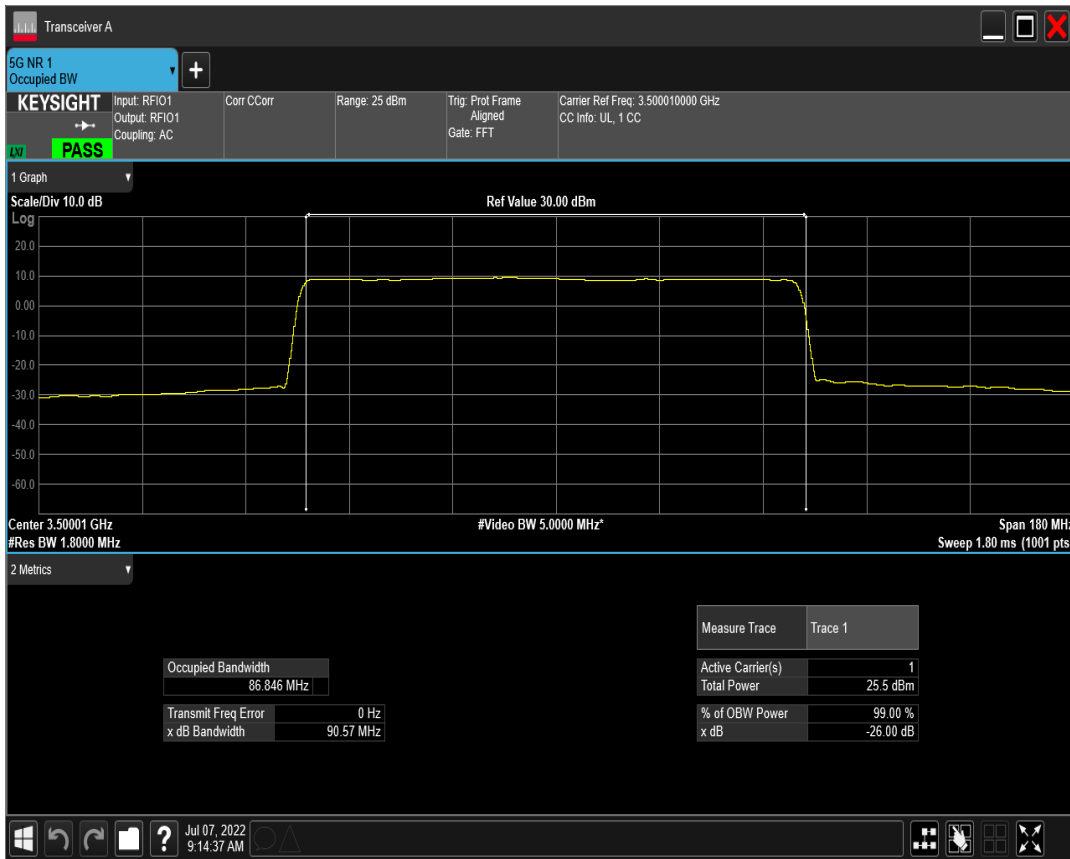 Transceiver A
5G NR 1
Occupied BW
+
KEYSIGHT
LXI
PASS
Input: RFIO1
Output: RFIO1
Coupling: AC
Corr CCorr
Range: 25 dBm
Trig: Prot Frame
Aligned
Gate: FFT
Carrier Ref Freq: 3.500010000 GHz
CC Info: UL, 1 CC
1 Graph
Scale/Div 10.0 dB
Ref Value 30.00 dBm
Log
20.0
10.0
0.00
-10.0
-20.0
-30.0
-40.0
-50.0
-60.0
Center 3.50001 GHz
#Video BW 5.0000 MHz*
Span 180 MHz
#Res BW 1.8000 MHz
Sweep 1.80 ms (1001 pts
2 Metrics
Measure Trace Trace 1
Occupied Bandwidth
86.846 MHz
Active Carrier(s) 1
Total Power 25.5 dBm
Transmit Freq Error 0 Hz
x dB Bandwidth 90.57 MHz
% of OBW Power 99.00 %
x dB -26.00 dB
?
Jul 07, 2022
9:14:37 AM